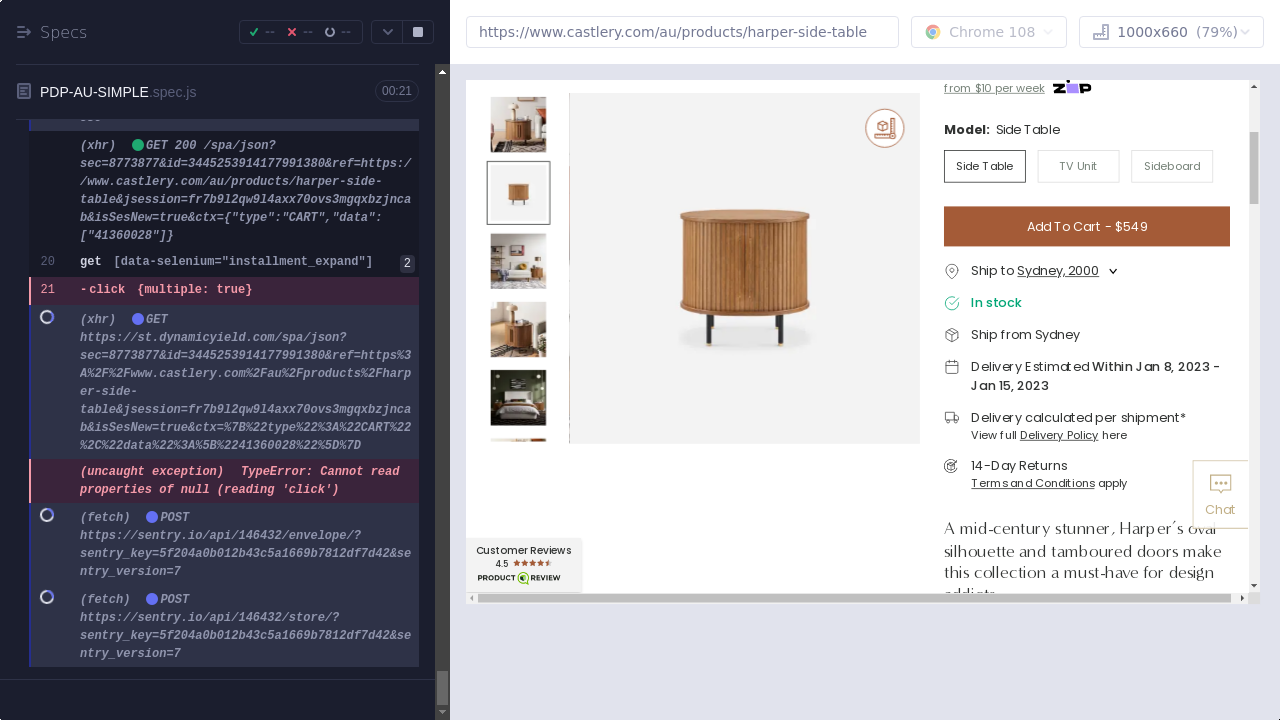 Specs
--
--
--
PDP-AU-SIMPLE.spec.js
00:21
(xhr) GET 200 /spa/json?
sec=8773877&id=3445253914177991380&ref=https:/
/www.castlery.com/au/products/harper-side-
table&jsession=fr7b9l2qw9l4axx70ovs3mgqxbzjnca
b&isSesNew=true&ctx={"type":"CART","data":
["41360028"]}
20 get [data-selenium="installment_expand"] 2
21 -click {multiple: true}
(xhr) GET
https://st.dynamicyield.com/spa/json?
sec=8773877&id=3445253914177991380&ref=https%3
A%2F%2Fwww.castlery.com%2Fau%2Fproducts%2Fharp
er-side-
table&jsession=fr7b9l2qw9l4axx70ovs3mgqxbzjnca
b&isSesNew=true&ctx=%7B%22type%22%3A%22CART%22
%2C%22data%22%3A%5B%2241360028%22%5D%7D
(uncaught exception) TypeError: Cannot read
properties of null (reading 'click')
(fetch) POST
https://sentry.io/api/146432/envelope/?
sentry_key=5f204a0b012b43c5a1669b7812df7d42&se
ntry_version=7
(fetch) POST
https://sentry.io/api/146432/store/?
sentry_key=5f204a0b012b43c5a1669b7812df7d42&se
ntry_version=7
https://www.castlery.com/au/products/harper-side-table
Chrome 108
1000x660 (79%)
from $10 per week
zip
Model: Side Table
Side Table
TV Unit
Sideboard
Add To Cart - $549
Ship to Sydney, 2000
In stock
Ship from Sydney
Delivery Estimated Within Jan 8, 2023 -
Jan 15, 2023
Delivery calculated per shipment*
View full Delivery Policy here
14-Day Returns
Terms and Conditions apply
Chat
A mid-century stunner, Harper's oval
silhouette and tamboured doors make
this collection a must-have for design
addicts
Customer Reviews
4.5
PRODUCT REVIEW